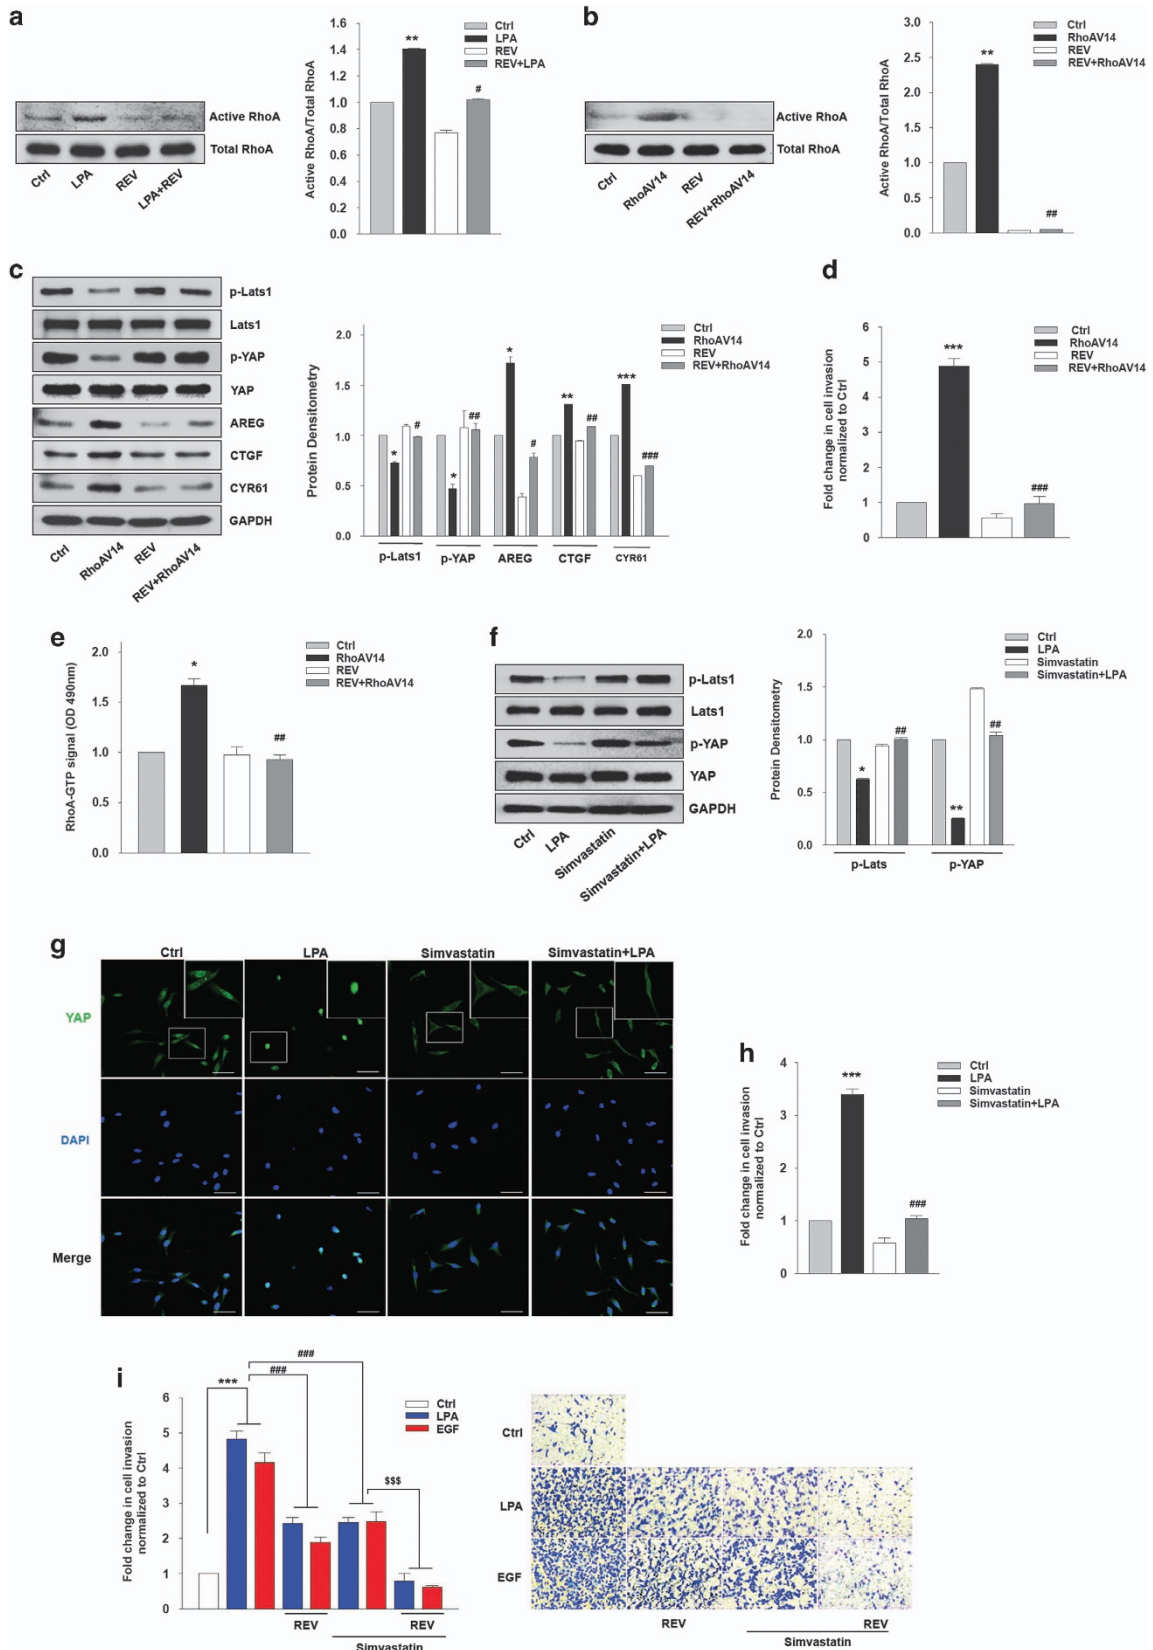 a
Active RhoA
Total RhoA
Ctrl
LPA
REV
LPA+REV
Active RhoA/Total RhoA
1.6
1.4
1.2
1.0
0.8
0.6
0.4
0.2
0.0
**
#
Ctrl
LPA
REV
REV+LPA
b
Active RhoA
Total RhoA
Ctrl
RhoAV14
REV
REV+RhoAV14
Active RhoA/Total RhoA
3.0
2.5
2.0
1.0
0.5
0.0
**
##
Ctrl
RhoAV14
REV
REV+RhoAV14
c
p-Lats1
Lats1
p-YAP
YAP
AREG
CTGF
CYR61
GAPDH
Ctrl
RhoAV14
REV
REV+RhoAV14
Protein Densitometry
2.0
1.5
1.0
0.5
0.0
*
#
*
##
*
#
**
##
***
###
p-Lats1
p-YAP
AREG
CTGF
CYR61
Ctrl
RhoAV14
REV
REV+RhoAV14
d
Fold change in cell invasion
normalized to Ctrl
6
5
4
2
1
0
***
###
Ctrl
RhoAV14
REV
REV+RhoAV14
e
RhoA-GTP signal (OD 490nm)
2.0
1.0
0.5
0.0
*
##
Ctrl
RhoAV14
REV
REV+RhoAV14
f
p-Lats1
Lats1
p-YAP
YAP
GAPDH
Ctrl
LPA
Simvastatin
Simvastatin+LPA
Protein Densitometry
2.0
1.5
1.0
0.5
0.0
*
##
**
##
p-Lats
p-YAP
Ctrl
LPA
Simvastatin
Simvastatin+LPA
g
Ctrl
LPA
Simvastatin
Simvastatin+LPA
YAP
DAPI
Merge
h
Fold change in cell invasion
normalized to Ctrl
4
3
1
0
***
###
Ctrl
LPA
Simvastatin
Simvastatin+LPA
i
Fold change in cell invasion
normalized to Ctrl
6
5
4
3
2
1
0
***
###
###
$$$
Ctrl
LPA
EGF
REV
REV
Simvastatin
Ctrl
LPA
EGF
REV
REV
Simvastatin